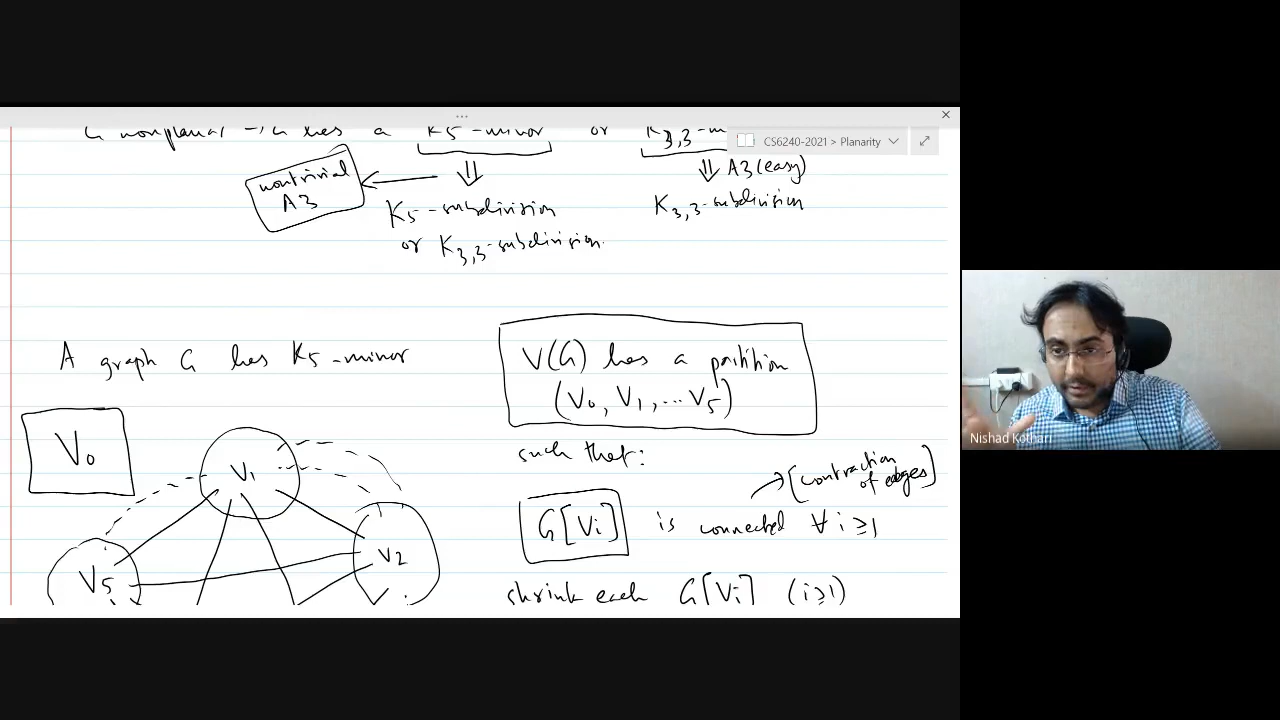 G nonplanar → G has a K5-minor or K3,3-m
CS6240-2021 > Planarity
nontrivial
A3
⇓
⇓ A3 (easy)
K5-subdivision
or K3,3-subdivision.
K3,3-subdivision
A graph G has K5-minor
V(G) has a partition
(V0, V1, ... V5)
such that:
V0
V1
V2
V5
[contraction
of edges]
G[Vi] is connected ∀ i ≥ 1
shrink each G[Vi] (i ≥ 1)
Nishad Kothari